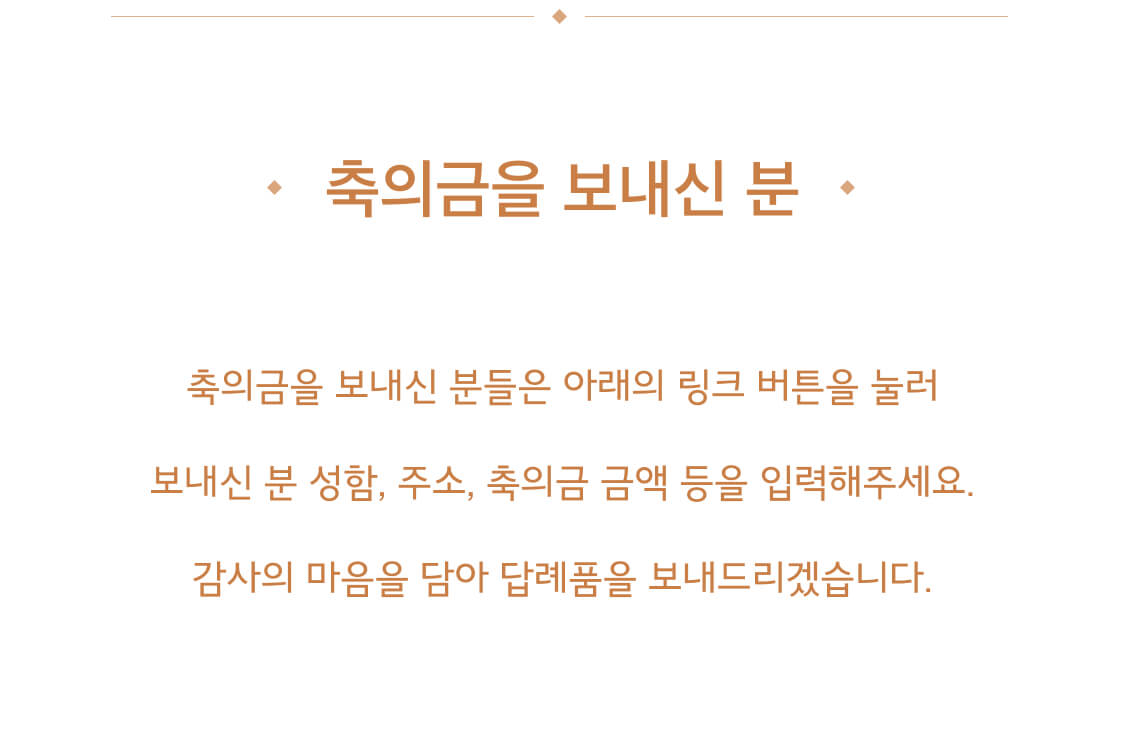 축의금을 보내신 분
축의금을 보내신 분들은 아래의 링크 버튼을 눌러
보내신 분 성함, 주소, 축의금 금액 등을 입력해주세요.
감사의 마음을 담아 답례품을 보내드리겠습니다.